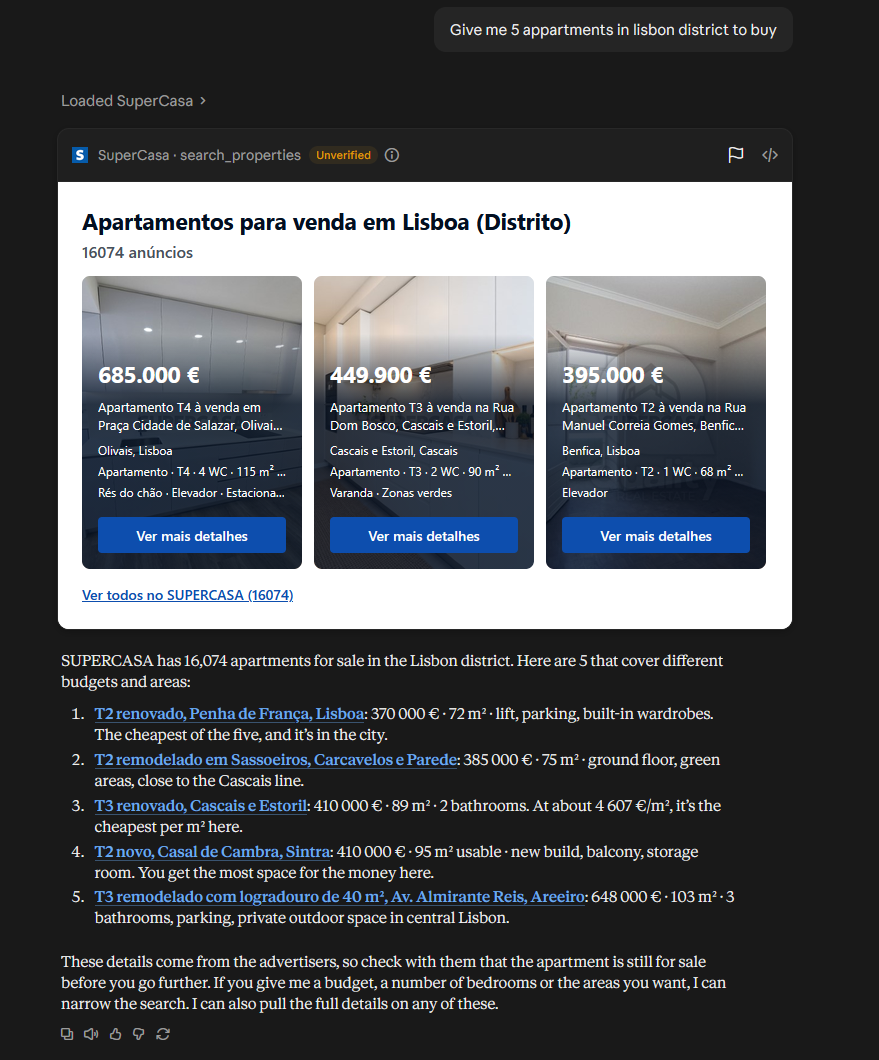 Give me 5 appartments in lisbon district to buy
Loaded SuperCasa
S SuperCasa · search_properties Unverified
Apartamentos para venda em Lisboa (Distrito)
16074 anúncios
685.000 €
Apartamento T4 à venda em
Praça Cidade de Salazar, Olivai...
Olivais, Lisboa
Apartamento · T4 · 4 WC · 115 m² ...
Rés do chão · Elevador · Estaciona...
Ver mais detalhes
449.900 €
Apartamento T3 à venda na Rua
Dom Bosco, Cascais e Estoril,...
Cascais e Estoril, Cascais
Apartamento · T3 · 2 WC · 90 m² ...
Varanda · Zonas verdes
Ver mais detalhes
395.000 €
Apartamento T2 à venda na Rua
Manuel Correia Gomes, Benfic...
Benfica, Lisboa
Apartamento · T2 · 1 WC · 68 m² ...
Elevador
Ver mais detalhes
Ver todos no SUPERCASA (16074)
SUPERCASA has 16,074 apartments for sale in the Lisbon district. Here are 5 that cover different
budgets and areas:
1. T2 renovado, Penha de França, Lisboa: 370 000 € · 72 m² · lift, parking, built-in wardrobes.
The cheapest of the five, and it's in the city.
2. T2 remodelado em Sassoeiros, Carcavelos e Parede: 385 000 € · 75 m² · ground floor, green
areas, close to the Cascais line.
3. T3 renovado, Cascais e Estoril: 410 000 € · 89 m² · 2 bathrooms. At about 4 607 €/m², it's the
cheapest per m² here.
4. T2 novo, Casal de Cambra, Sintra: 410 000 € · 95 m² usable · new build, balcony, storage
room. You get the most space for the money here.
5. T3 remodelado com logradouro de 40 m², Av. Almirante Reis, Areeiro: 648 000 € · 103 m² · 3
bathrooms, parking, private outdoor space in central Lisbon.
These details come from the advertisers, so check with them that the apartment is still for sale
before you go further. If you give me a budget, a number of bedrooms or the areas you want, I can
narrow the search. I can also pull the full details on any of these.